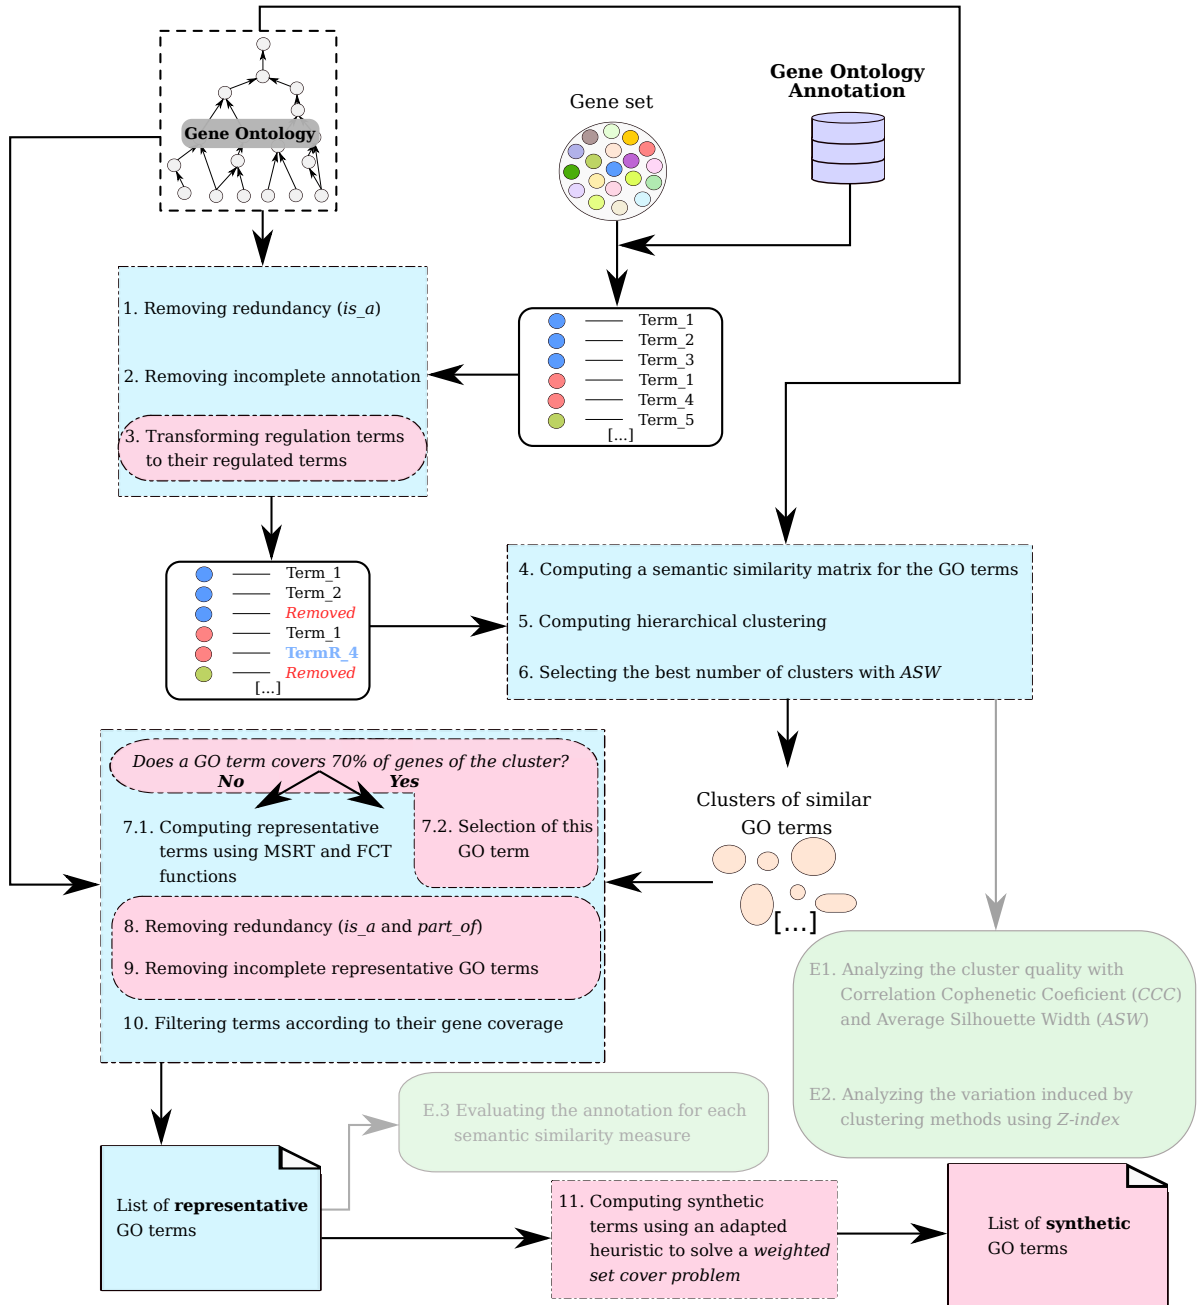 Gene Ontology
Gene set
Gene Ontology
Annotation
1. Removing redundancy (is_a)
2. Removing incomplete annotation
3. Transforming regulation terms
to their regulated terms
Term_1
Term_2
Term_3
Term_1
Term_4
Term_5
[...]
Term_1
Term_2
Removed
Term_1
TermR_4
Removed
[...]
4. Computing a semantic similarity matrix for the GO terms
5. Computing hierarchical clustering
6. Selecting the best number of clusters with ASW
Does a GO term covers 70% of genes of the cluster?
No
Yes
7.1. Computing representative
terms using MSRT and FCT
functions
7.2. Selection of this
GO term
8. Removing redundancy (is_a and part_of)
9. Removing incomplete representative GO terms
10. Filtering terms according to their gene coverage
Clusters of similar
GO terms
[...]
E1. Analyzing the cluster quality with
Correlation Cophenetic Coeficient (CCC)
and Average Silhouette Width (ASW)
E2. Analyzing the variation induced by
clustering methods using Z-index
E.3 Evaluating the annotation for each
semantic similarity measure
List of representative
GO terms
11. Computing synthetic
terms using an adapted
heuristic to solve a weighted
set cover problem
List of synthetic
GO terms